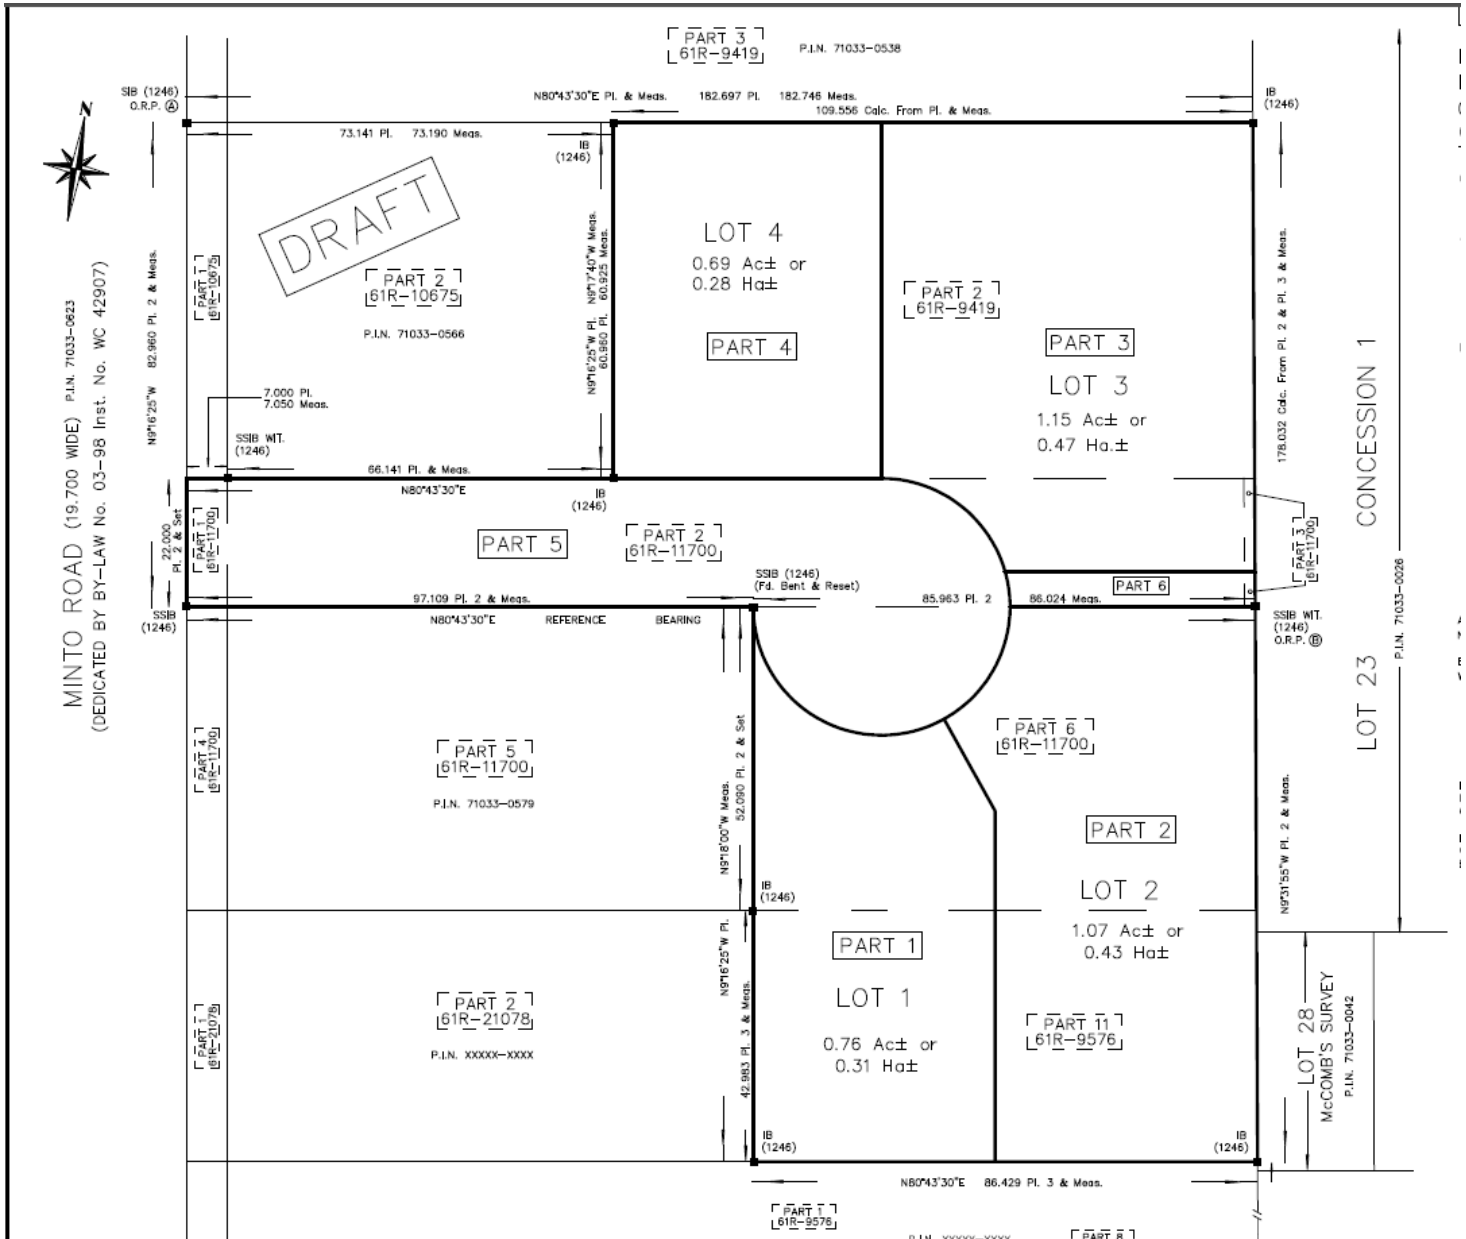 PART 3
61R-9419
P.I.N. 71033-0538
SIB (1246)
O.R.P. Ⓐ
N80°43'30"E Pl. & Meas. 182.697 Pl. 182.746 Meas.
109.556 Calc. From Pl. & Meas.
IB
(1246)
N
73.141 Pl. 73.190 Meas.
IB
(1246)
DRAFT
PART 1
61R-10675
PART 2
61R-10675
P.I.N. 71033-0566
N9°16'25"W 82.960 Pl. 2 & Meas.
N9°17'40"W Meas.
60.925 Meas.
N9°16'25"W Pl.
60.960 Pl.
LOT 4
0.69 Ac± or
0.28 Ha±
PART 4
PART 2
61R-9419
PART 3
LOT 3
1.15 Ac± or
0.47 Ha.±
178.032 Calc. From Pl. 2 & Pl. 3 & Meas.
7.000 Pl.
7.050 Meas.
SSIB WIT.
(1246)
66.141 Pl. & Meas.
N80°43'30"E
IB
(1246)
MINTO ROAD (19.700 WIDE) P.I.N. 71033-0623
(DEDICATED BY BY-LAW No. 03-98 Inst. No. WC 42907)
22.000
Pl. 2 & Set
PART 1
61R-11700
PART 5
PART 2
61R-11700
SSIB (1246)
(Fd. Bent & Reset)
PART 3
61R-11700
PART 6
97.109 Pl. 2 & Meas.
85.963 Pl. 2 86.024 Meas.
SSIB
(1246)
N80°43'30"E REFERENCE BEARING
SSIB WIT.
(1246)
O.R.P. Ⓑ
CONCESSION 1
LOT 23
P.I.N. 71033-0026
PART 4
61R-11700
PART 5
61R-11700
P.I.N. 71033-0579
N9°18'00"W Meas.
52.090 Pl. 2 & Set
PART 6
61R-11700
PART 2
LOT 2
1.07 Ac± or
0.43 Ha±
N9°31'55"W Pl. 2 & Meas.
IB
(1246)
PART 1
LOT 1
0.76 Ac± or
0.31 Ha±
PART 11
61R-9576
N9°16'25"W Pl.
42.983 Pl. 3 & Meas.
PART 1
61R-21078
PART 2
61R-21078
P.I.N. XXXXX-XXXX
LOT 28
McCOMB'S SURVEY
P.I.N. 71033-0042
IB
(1246)
IB
(1246)
N80°43'30"E 86.429 Pl. 3 & Meas.
PART 1
61R-9576
P.I.N. XXXXX-XXXX
PART 8